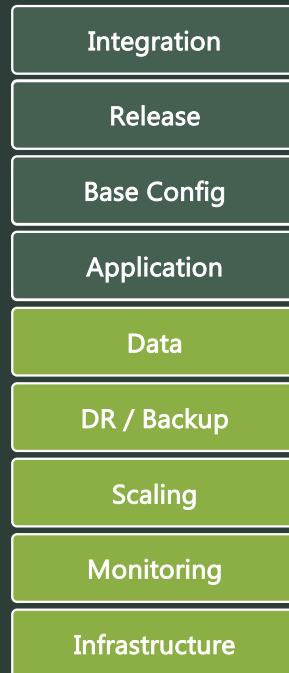 Integration
Release
Base Config
Application
Data
DR / Backup
Scaling
Monitoring
Infrastructure